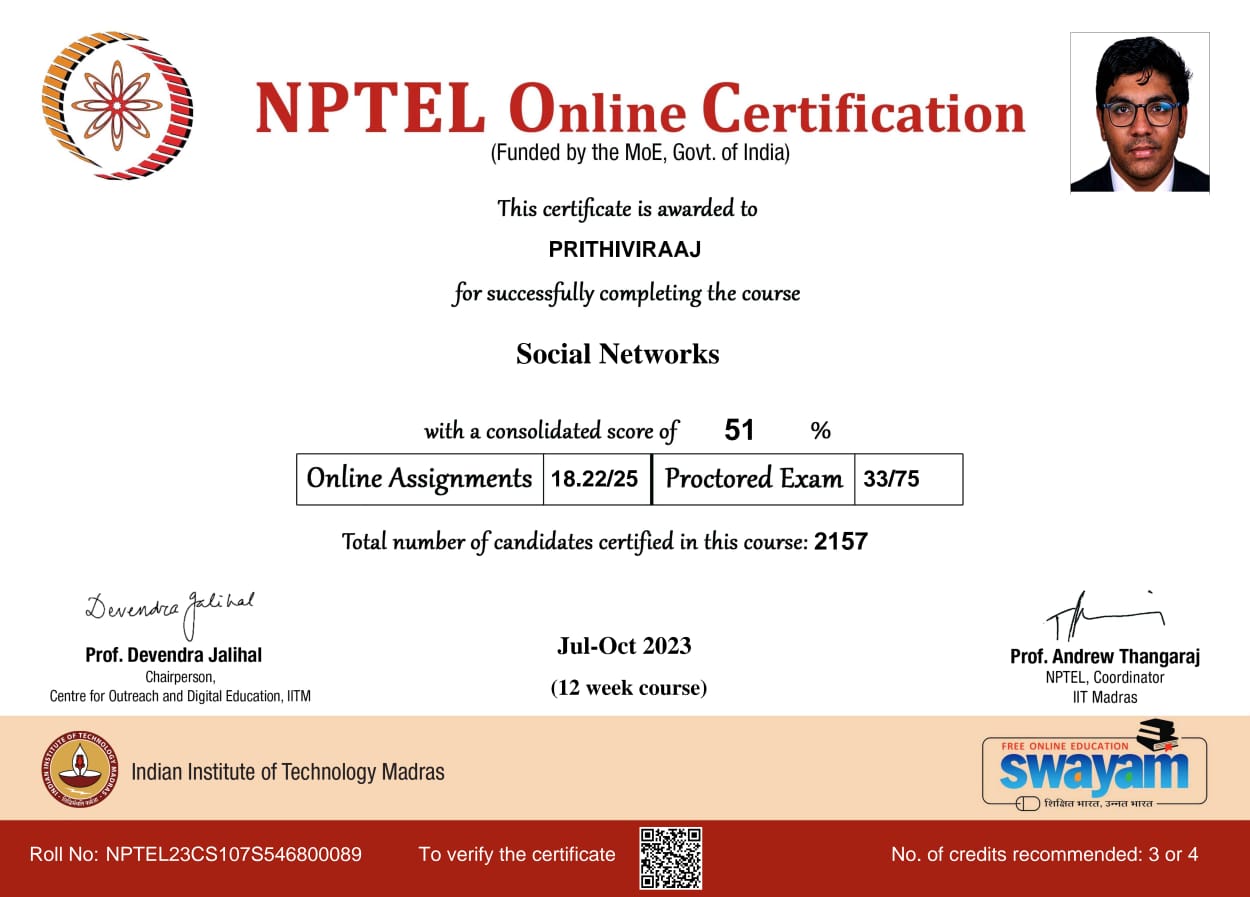 NPTEL Online Certification
(Funded by the MoE, Govt. of India)
This certificate is awarded to
PRITHIVIRAAJ
for successfully completing the course
Social Networks
with a consolidated score of 51 %
Online Assignments 18.22/25 Proctored Exam 33/75
Total number of candidates certified in this course: 2157
Devendra Jalihal
Prof. Devendra Jalihal
Chairperson,
Centre for Outreach and Digital Education, IITM
Jul-Oct 2023
(12 week course)
Prof. Andrew Thangaraj
NPTEL, Coordinator
IIT Madras
INDIAN INSTITUTE OF TECHNOLOGY MADRAS
Indian Institute of Technology Madras
FREE ONLINE EDUCATION
swayam
शिक्षित भारत, उन्नत भारत
Roll No: NPTEL23CS107S546800089
To verify the certificate
No. of credits recommended: 3 or 4